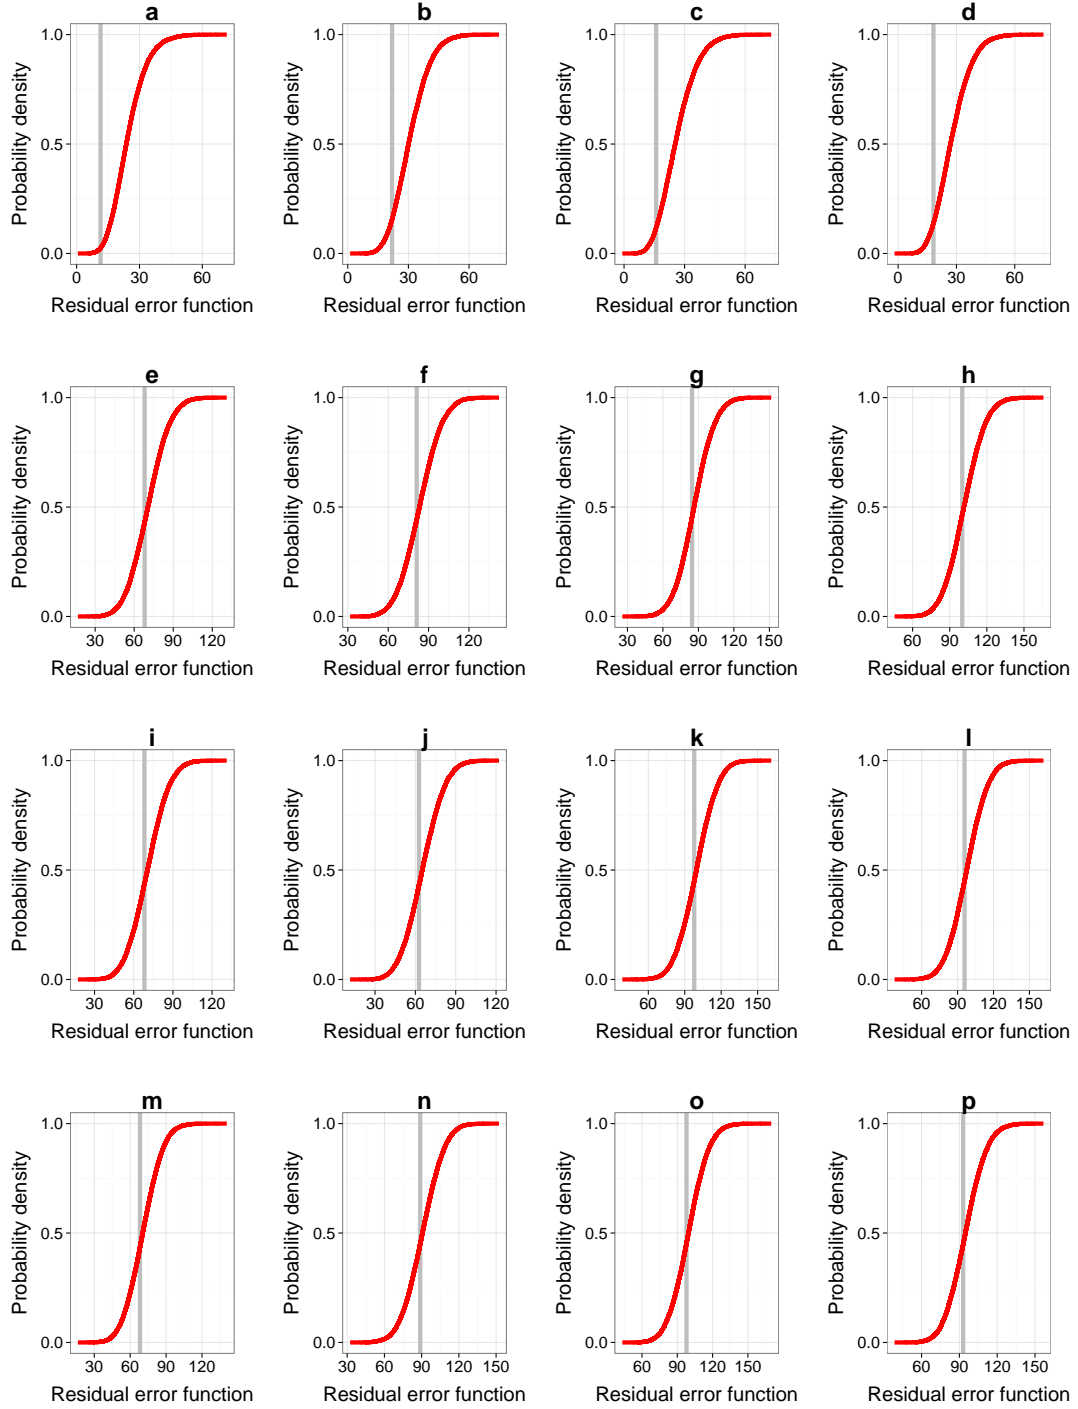 a b c d
1.0 1.0 1.0 1.0
Probability density Probability density Probability density Probability density
0.5 0.5 0.5 0.5
0.0 0.0 0.0 0.0
0 30 60 0 30 60 0 30 60 0 30 60
Residual error function Residual error function Residual error function Residual error function
e f g h
1.0 1.0 1.0 1.0
Probability density Probability density Probability density Probability density
0.5 0.5 0.5 0.5
0.0 0.0 0.0 0.0
30 60 90 120 30 60 90 120 30 60 90 120 150 60 90 120 150
Residual error function Residual error function Residual error function Residual error function
i j k l
1.0 1.0 1.0 1.0
Probability density Probability density Probability density Probability density
0.5 0.5 0.5 0.5
0.0 0.0 0.0 0.0
30 60 90 120 30 60 90 120 60 90 120 150 60 90 120 150
Residual error function Residual error function Residual error function Residual error function
m n o p
1.0 1.0 1.0 1.0
Probability density Probability density Probability density Probability density
0.5 0.5 0.5 0.5
0.0 0.0 0.0 0.0
30 60 90 120 30 60 90 120 150 60 90 120 150 60 90 120 150
Residual error function Residual error function Residual error function Residual error function